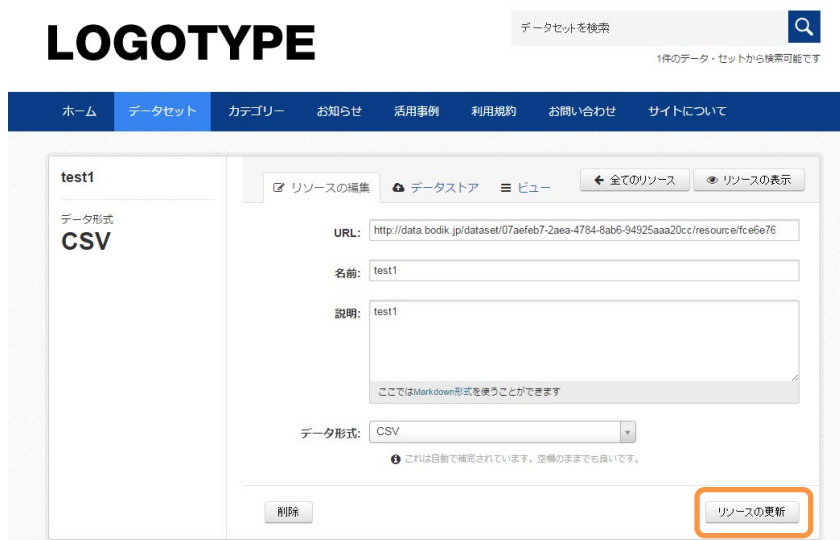 LOGOTYPE
データセットを検索
1件のデータ・セットから検索可能です
ホーム データセット カテゴリー お知らせ 活用事例 利用規約 お問い合わせ サイトについて
test1
データ形式
CSV
リソースの編集 データストア ビュー 全てのリソース リソースの表示
URL: http://data.bodik.jp/dataset/07aefeb7-2aea-4784-8ab6-94925aaa20cc/resource/fce6e76
名前: test1
説明: test1
ここではMarkdown形式を使うことができます
データ形式: CSV
これは自動で補完されています。空欄のままでも良いです。
削除 リソースの更新